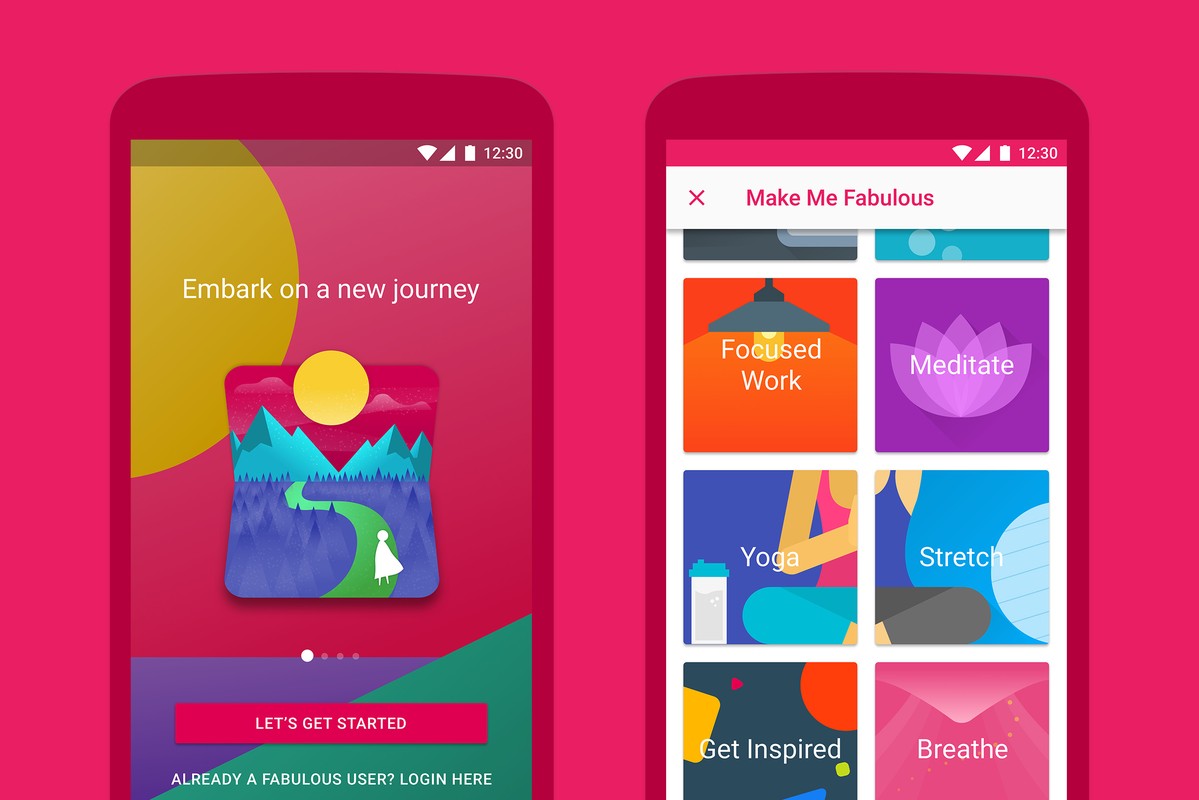 12:30
Embark on a new journey
LET’S GET STARTED
ALREADY A FABULOUS USER? LOGIN HERE
12:30
Make Me Fabulous
Focused
Work
Meditate
Yoga
Stretch
Get Inspired
Breathe